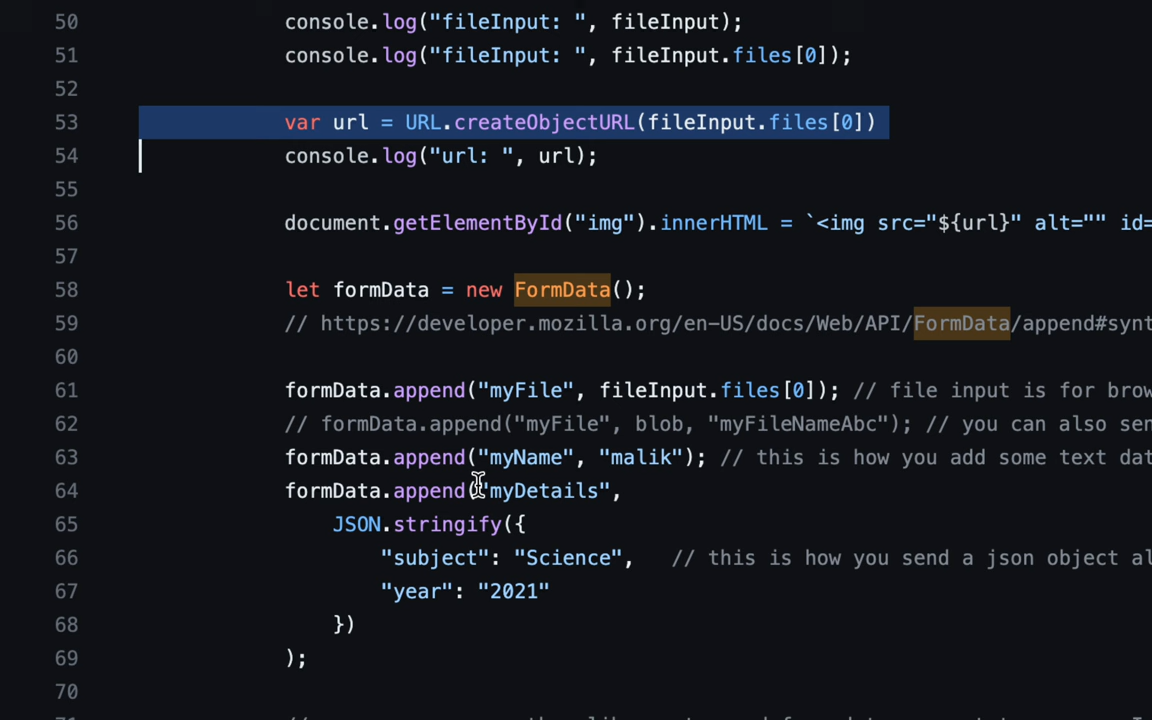 50 console.log("fileInput: ", fileInput);
51 console.log("fileInput: ", fileInput.files[0]);
52
53 var url = URL.createObjectURL(fileInput.files[0])
54 console.log("url: ", url);
55
56 document.getElementById("img").innerHTML = `<img src="${url}" alt="" id=
57
58 let formData = new FormData();
59 // https://developer.mozilla.org/en-US/docs/Web/API/FormData/append#synt
60
61 formData.append("myFile", fileInput.files[0]); // file input is for brow
62 // formData.append("myFile", blob, "myFileNameAbc"); // you can also sen
63 formData.append("myName", "malik"); // this is how you add some text dat
64 formData.append("myDetails",
65 JSON.stringify({
66 "subject": "Science", // this is how you send a json object al
67 "year": "2021"
68 })
69 );
70